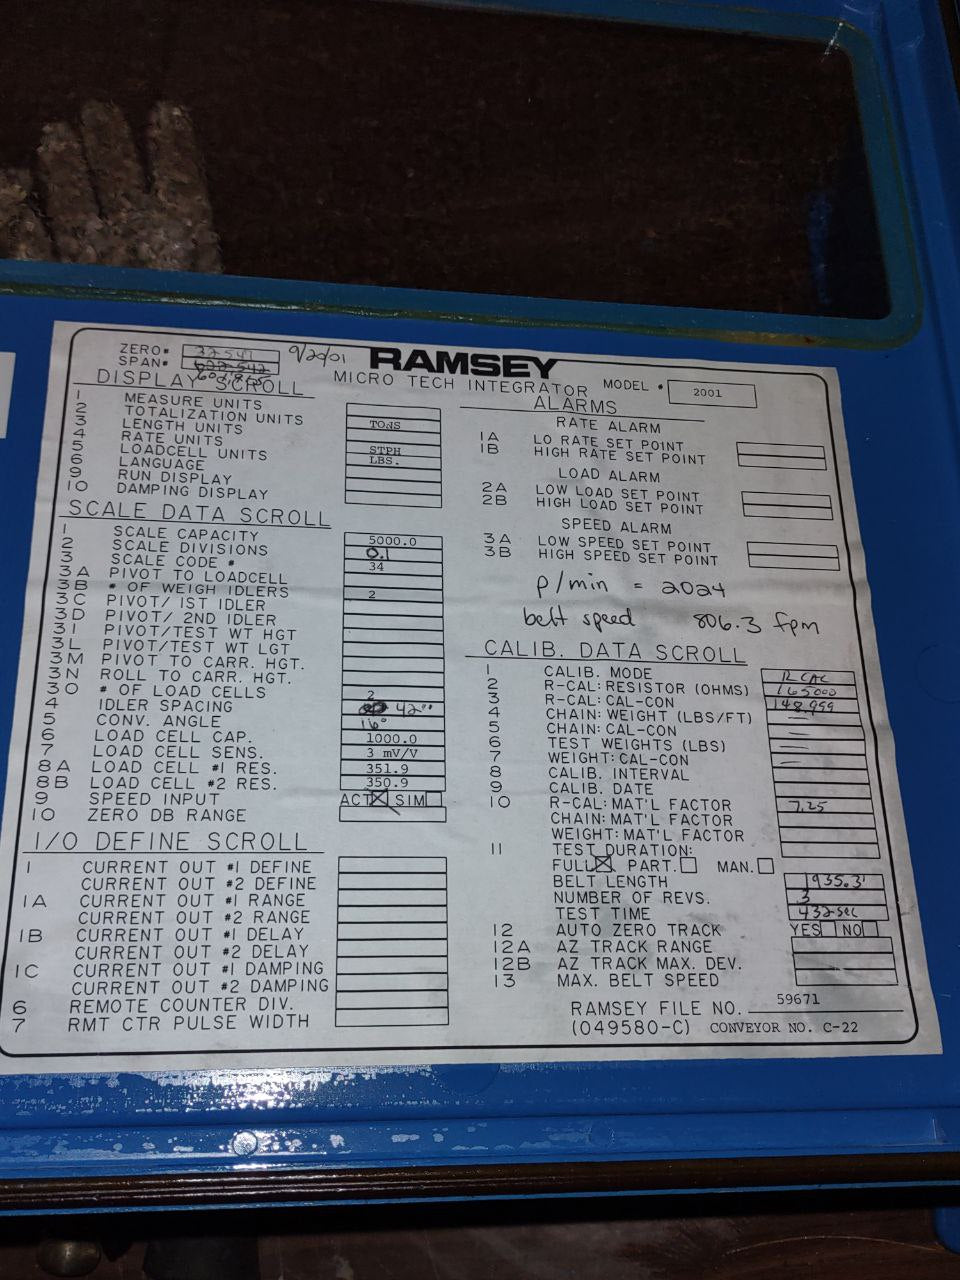 ZERO# 32541 9/20/01
SPAN#
RAMSEY
MICRO TECH INTEGRATOR MODEL # 2001
DISPLAY SCROLL
1 MEASURE UNITS
2 TOTALIZATION UNITS TONS
3 LENGTH UNITS
4 RATE UNITS STPH
5 LOADCELL UNITS LBS.
6 LANGUAGE
9 RUN DISPLAY
10 DAMPING DISPLAY
SCALE DATA SCROLL
1 SCALE CAPACITY 5000.0
2 SCALE DIVISIONS 0.1
3 SCALE CODE # 34
3A PIVOT TO LOADCELL
3B # OF WEIGH IDLERS 2
3C PIVOT/ 1ST IDLER
3D PIVOT/ 2ND IDLER
3I PIVOT/TEST WT HGT
3L PIVOT/TEST WT LGT
3M PIVOT TO CARR. HGT.
3N ROLL TO CARR. HGT.
3O # OF LOAD CELLS 2
4 IDLER SPACING 42"
5 CONV. ANGLE 16°
6 LOAD CELL CAP. 1000.0
7 LOAD CELL SENS. 3 mV/V
8A LOAD CELL #1 RES. 351.9
8B LOAD CELL #2 RES. 350.9
9 SPEED INPUT ACT SIM
10 ZERO DB RANGE
I/O DEFINE SCROLL
1 CURRENT OUT #1 DEFINE
CURRENT OUT #2 DEFINE
1A CURRENT OUT #1 RANGE
CURRENT OUT #2 RANGE
1B CURRENT OUT #1 DELAY
CURRENT OUT #2 DELAY
1C CURRENT OUT #1 DAMPING
CURRENT OUT #2 DAMPING
6 REMOTE COUNTER DIV.
7 RMT CTR PULSE WIDTH
ALARMS
RATE ALARM
1A LO RATE SET POINT
1B HIGH RATE SET POINT
LOAD ALARM
2A LOW LOAD SET POINT
2B HIGH LOAD SET POINT
SPEED ALARM
3A LOW SPEED SET POINT
3B HIGH SPEED SET POINT
p/min = 2024
belt speed 806.3 fpm
CALIB. DATA SCROLL
1 CALIB. MODE RCAL
2 R-CAL: RESISTOR (OHMS) 165000
3 R-CAL: CAL-CON 148.959
4 CHAIN: WEIGHT (LBS/FT) —
5 CHAIN: CAL-CON —
6 TEST WEIGHTS (LBS) —
7 WEIGHT: CAL-CON —
8 CALIB. INTERVAL
9 CALIB. DATE
10 R-CAL: MAT'L FACTOR 7.25
CHAIN: MAT'L FACTOR
WEIGHT: MAT'L FACTOR
11 TEST DURATION:
FULL PART. MAN.
BELT LENGTH 1935.3'
NUMBER OF REVS. 3
TEST TIME 432 sec
12 AUTO ZERO TRACK YES NO
12A AZ TRACK RANGE
12B AZ TRACK MAX. DEV.
13 MAX. BELT SPEED
RAMSEY FILE NO. 59671
(049580-C) CONVEYOR NO. C-22